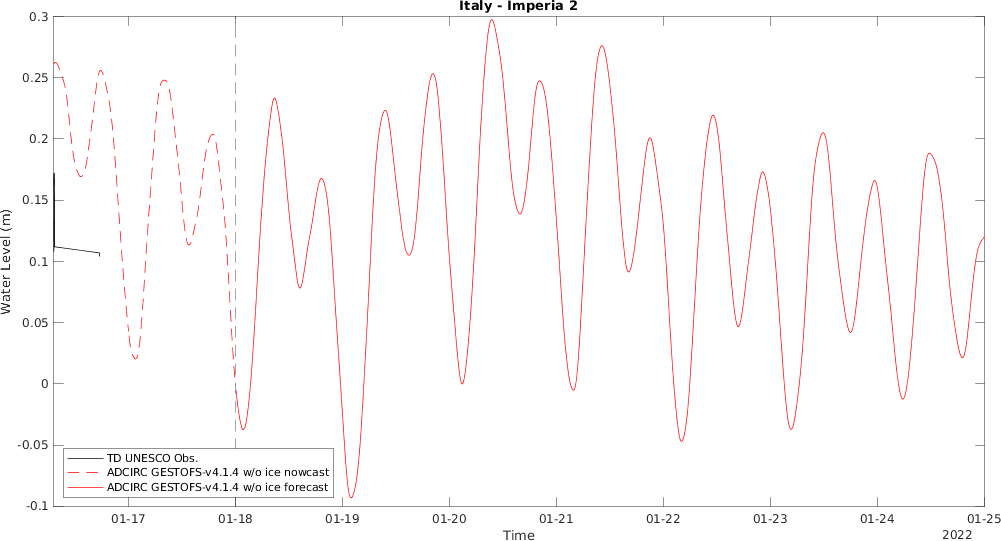 Italy - Imperia 2
0.3
0.25
0.2
0.15
0.1
0.05
0
-0.05
-0.1
Water Level (m)
TD UNESCO Obs.
ADCIRC GESTOFS-v4.1.4 w/o ice nowcast
ADCIRC GESTOFS-v4.1.4 w/o ice forecast
01-17 01-18 01-19 01-20 01-21 01-22 01-23 01-24 01-25
Time
2022